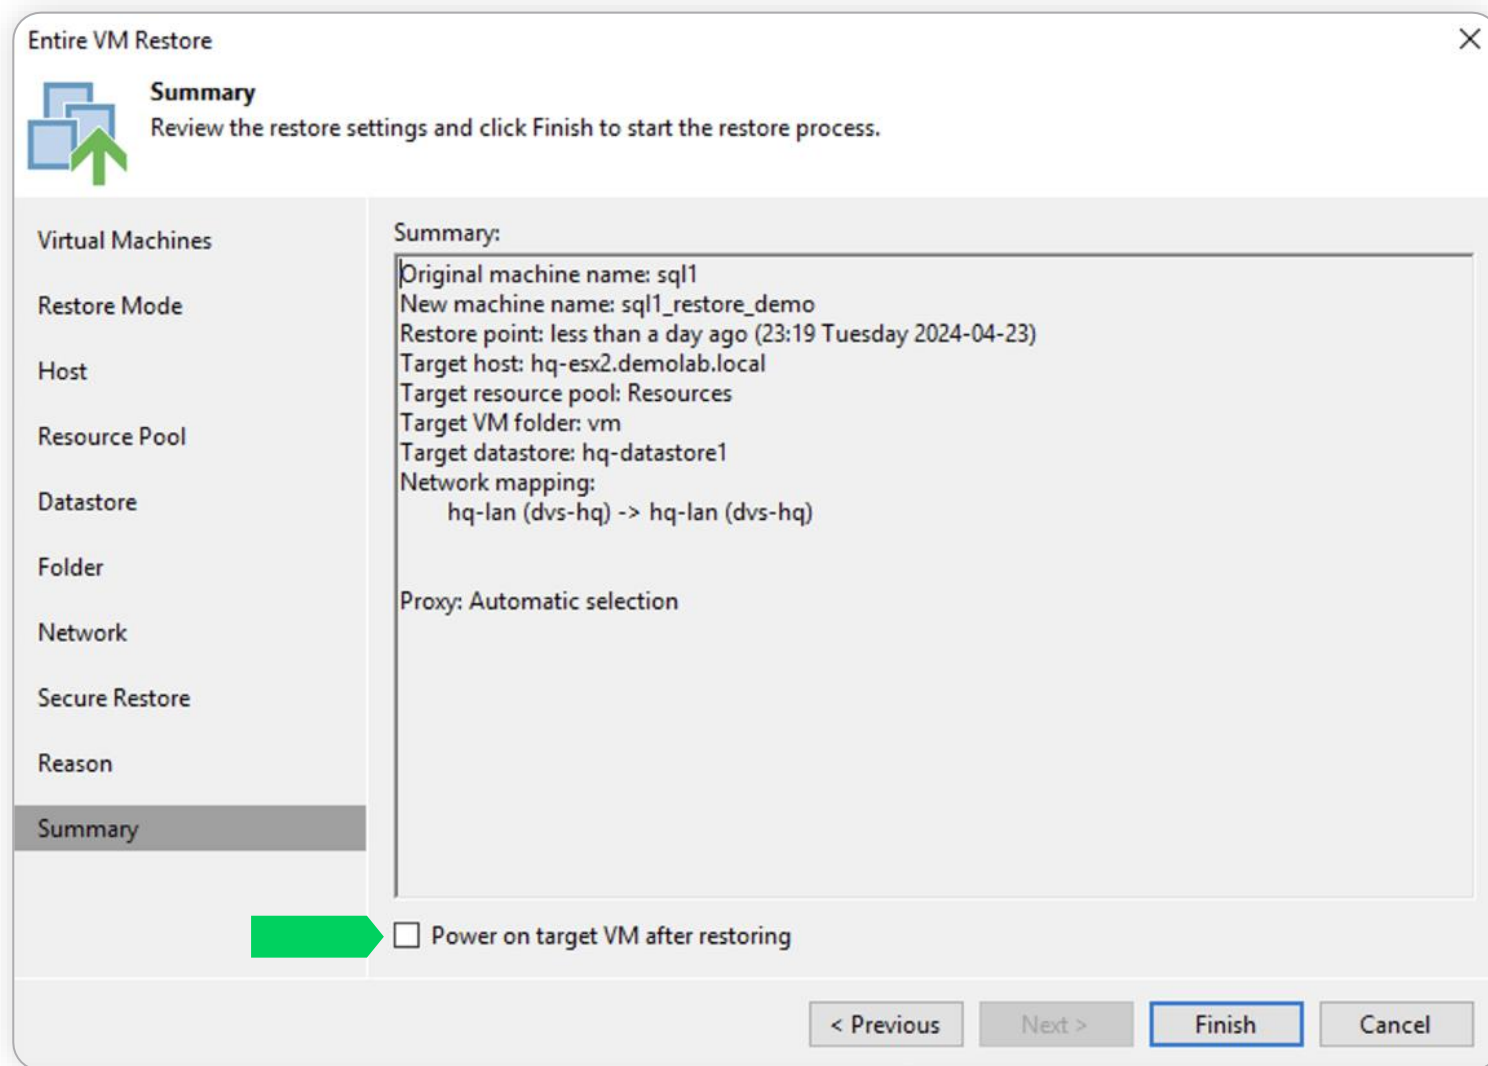 Entire VM Restore
Summary
Review the restore settings and click Finish to start the restore process.
Virtual Machines
Restore Mode
Host
Resource Pool
Datastore
Folder
Network
Secure Restore
Reason
Summary
Summary:
Original machine name: sql1
New machine name: sql1_restore_demo
Restore point: less than a day ago (23:19 Tuesday 2024-04-23)
Target host: hq-esx2.demolab.local
Target resource pool: Resources
Target VM folder: vm
Target datastore: hq-datastore1
Network mapping:
hq-lan (dvs-hq) -> hq-lan (dvs-hq)
Proxy: Automatic selection
Power on target VM after restoring
< Previous
Next >
Finish
Cancel